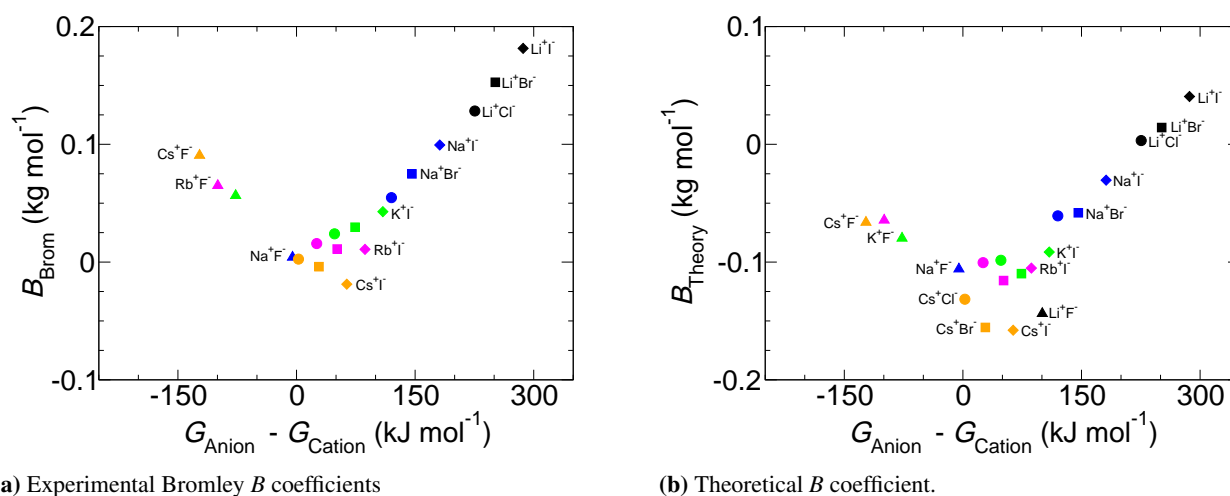 0.2
0.1
0
-0.1
B_Brom (kg mol⁻¹)
Li⁺I⁻
Li⁺Br⁻
Li⁺Cl⁻
Na⁺I⁻
Cs⁺F⁻
Na⁺Br⁻
Rb⁺F⁻
K⁺I⁻
Na⁺F⁻
Rb⁺I⁻
Cs⁺I⁻
-150 0 150 300
G_Anion - G_Cation (kJ mol⁻¹)
a) Experimental Bromley B coefficients
0.1
0
-0.1
-0.2
B_Theory (kg mol⁻¹)
Li⁺I⁻
Li⁺Br⁻
Li⁺Cl⁻
Na⁺I⁻
Cs⁺F⁻
Na⁺Br⁻
K⁺F⁻
K⁺I⁻
Na⁺F⁻
Rb⁺I⁻
Cs⁺Cl⁻
Li⁺F⁻
Cs⁺Br⁻
Cs⁺I⁻
-150 0 150 300
G_Anion - G_Cation (kJ mol⁻¹)
(b) Theoretical B coefficient.